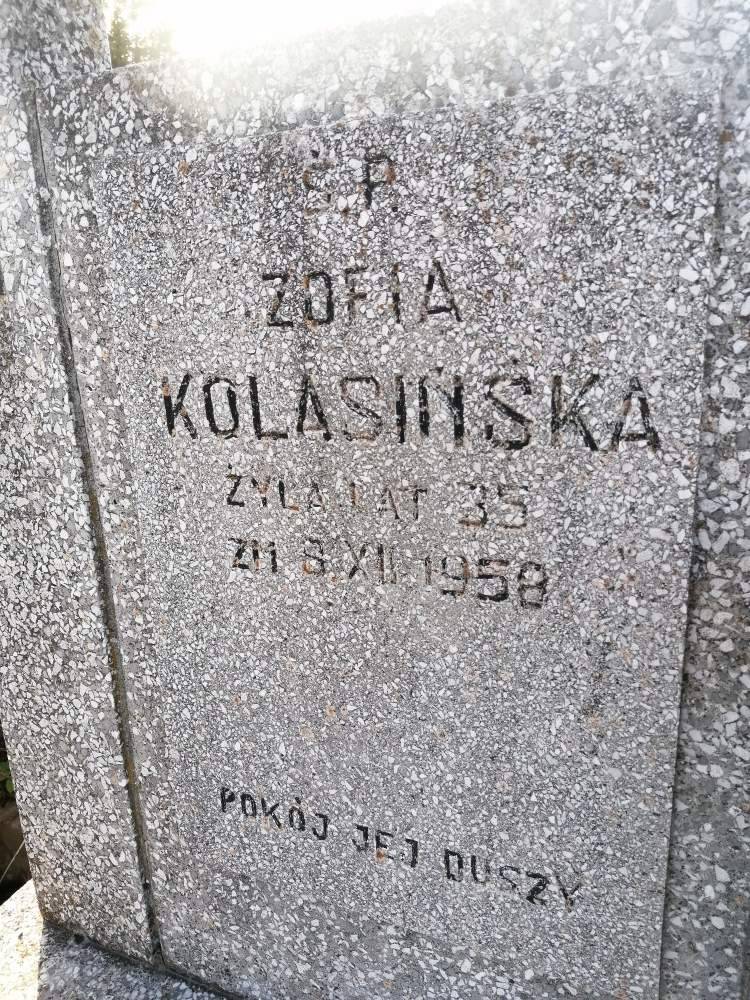 Ś.P.
ZOFIA
KOLASIŃSKA
ŻYŁA LAT 35
ZM 8.XII 1958
POKÓJ JEJ DUSZY